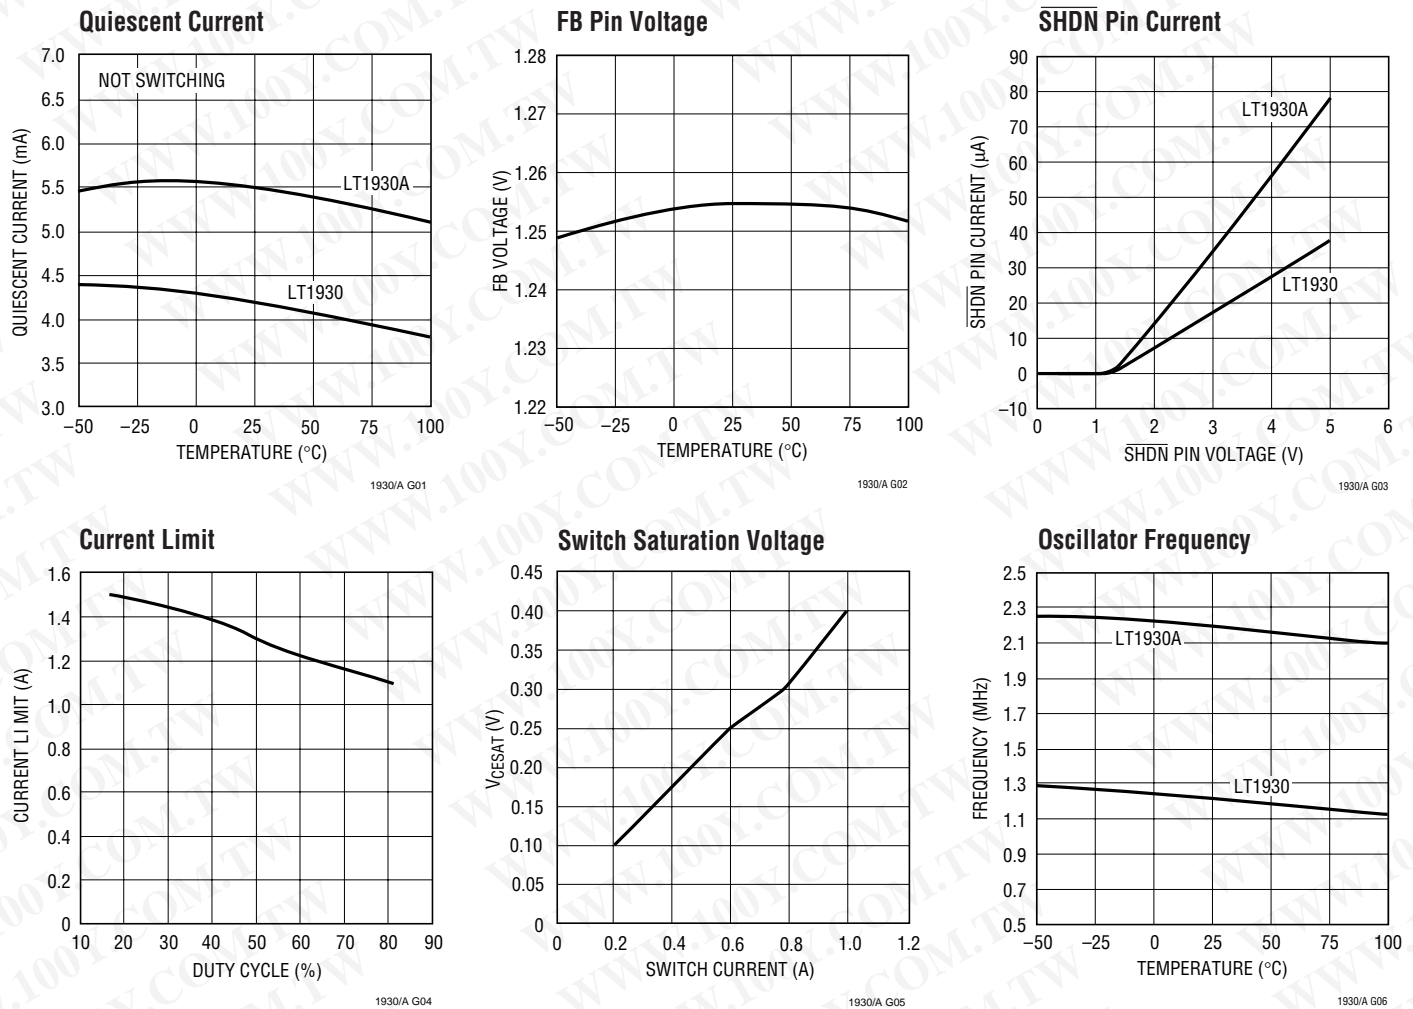 Quiescent Current
7.0
6.5
6.0
5.5
5.0
4.5
4.0
3.5
3.0
QUIESCENT CURRENT (mA)
NOT SWITCHING
LT1930A
LT1930
–50 –25 0 25 50 75 100
TEMPERATURE (°C)
1930/A G01
FB Pin Voltage
1.28
1.27
1.26
1.25
1.24
1.23
1.22
FB VOLTAGE (V)
–50 –25 0 25 50 75 100
TEMPERATURE (°C)
1930/A G02
SHDN Pin Current
90
80
70
60
50
40
30
20
10
0
–10
SHDN PIN CURRENT (µA)
LT1930A
LT1930
0 1 2 3 4 5 6
SHDN PIN VOLTAGE (V)
1930/A G03
Current Limit
1.6
1.4
1.2
1.0
0.8
0.6
0.4
0.2
0
CURRENT LI MIT (A)
10 20 30 40 50 60 70 80 90
DUTY CYCLE (%)
1930/A G04
Switch Saturation Voltage
0.45
0.40
0.35
0.30
0.25
0.20
0.15
0.10
0.05
0
VCESAT (V)
0 0.2 0.4 0.6 0.8 1.0 1.2
SWITCH CURRENT (A)
1930/A G05
Oscillator Frequency
2.5
2.3
2.1
1.9
1.7
1.5
1.3
1.1
0.9
0.7
0.5
FREQUENCY (MHz)
LT1930A
LT1930
–50 –25 0 25 50 75 100
TEMPERATURE (°C)
1930/A G06
WWW.100Y.COM.TW